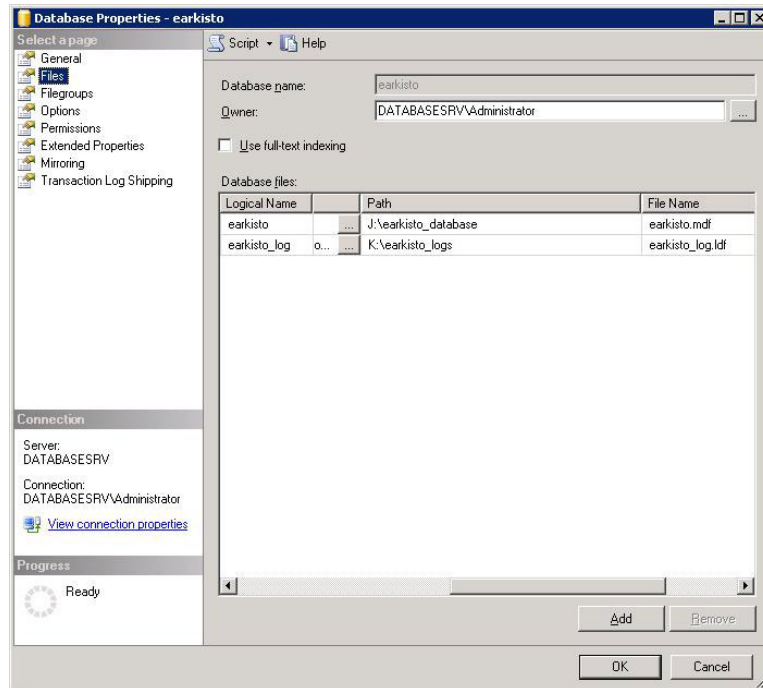 Database Properties - earkisto
Select a page
General
Files
Filegroups
Options
Permissions
Extended Properties
Mirroring
Transaction Log Shipping
Script Help
Database name: earkisto
Owner: DATABASESRV\Administrator ...
Use full-text indexing
Database files:
Logical Name Path File Name
earkisto ... J:\earkisto_database earkisto.mdf
earkisto_log o... ... K:\earkisto_logs earkisto_log.ldf
Connection
Server:
DATABASESRV
Connection:
DATABASESRV\Administrator
View connection properties
Progress
Ready
Add Remove
OK Cancel